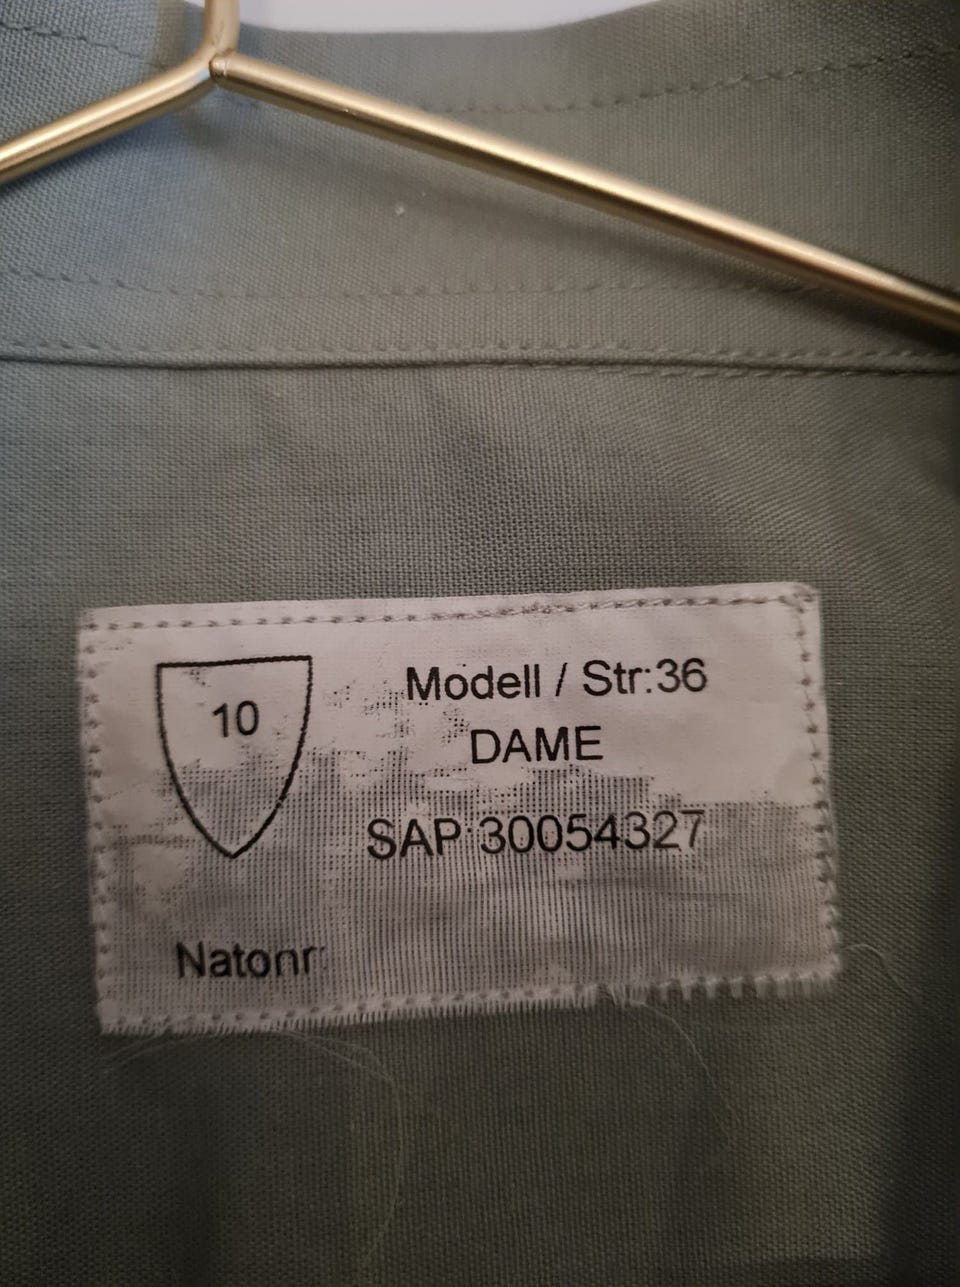 10
Modell / Str:36
DAME
SAP:30054327
Natonr: